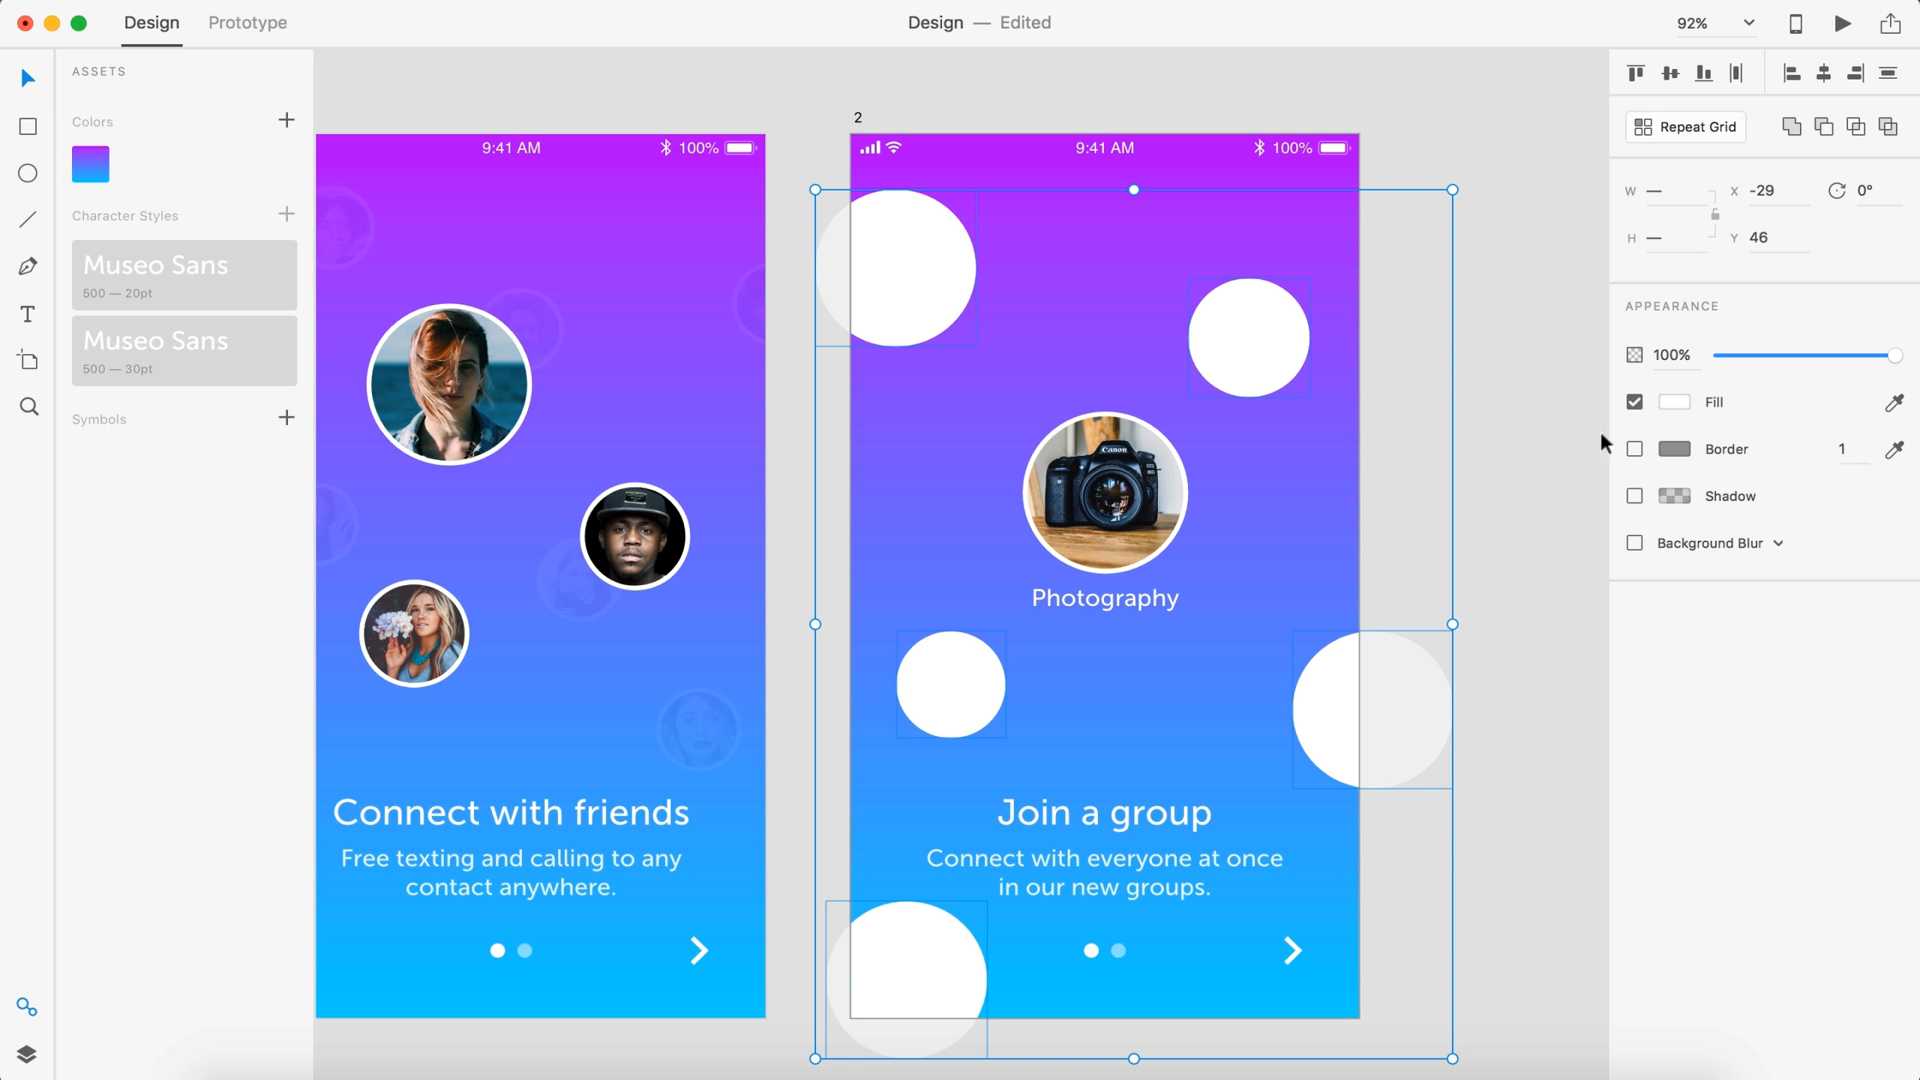 Design
Prototype
Design — Edited
92%
ASSETS
Colors
Character Styles
Museo Sans
500 — 20pt
Museo Sans
500 — 30pt
Symbols
9:41 AM
100%
Connect with friends
Free texting and calling to any
contact anywhere.
2
9:41 AM
100%
Canon
Photography
Join a group
Connect with everyone at once
in our new groups.
Repeat Grid
W —
X -29
0°
H —
Y 46
APPEARANCE
100%
Fill
Border
1
Shadow
Background Blur